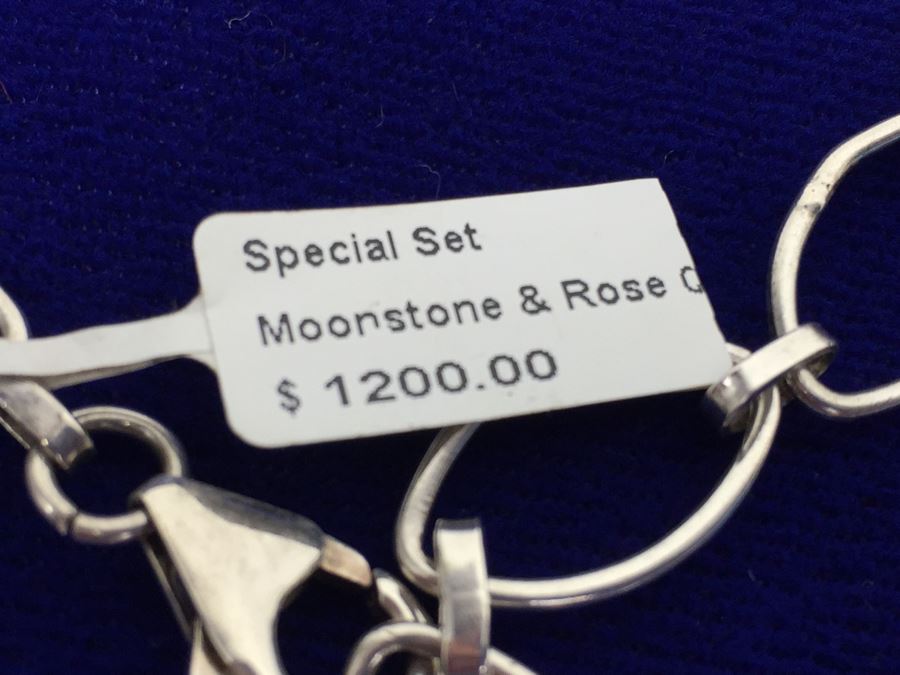 Special Set
Moonstone & Rose
$ 1200.00